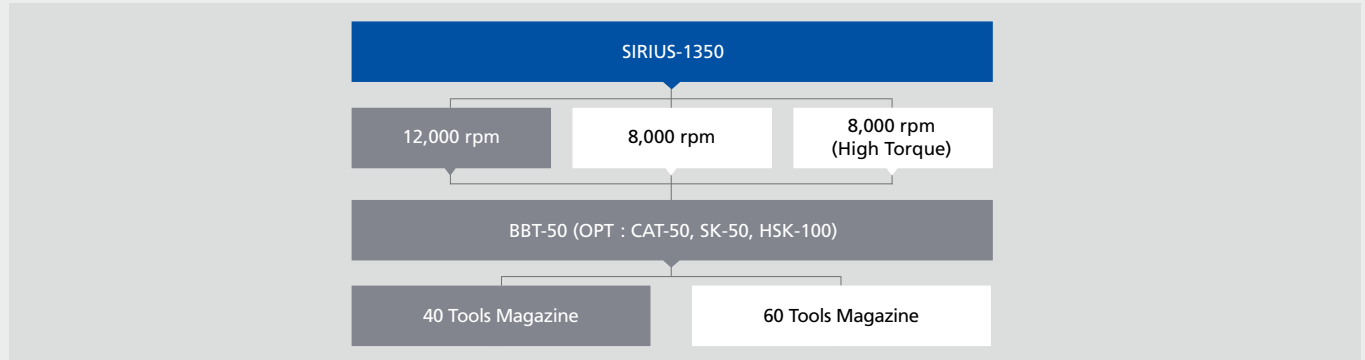 SIRIUS-1350
12,000 rpm
8,000 rpm
8,000 rpm
(High Torque)
BBT-50 (OPT : CAT-50, SK-50, HSK-100)
40 Tools Magazine
60 Tools Magazine